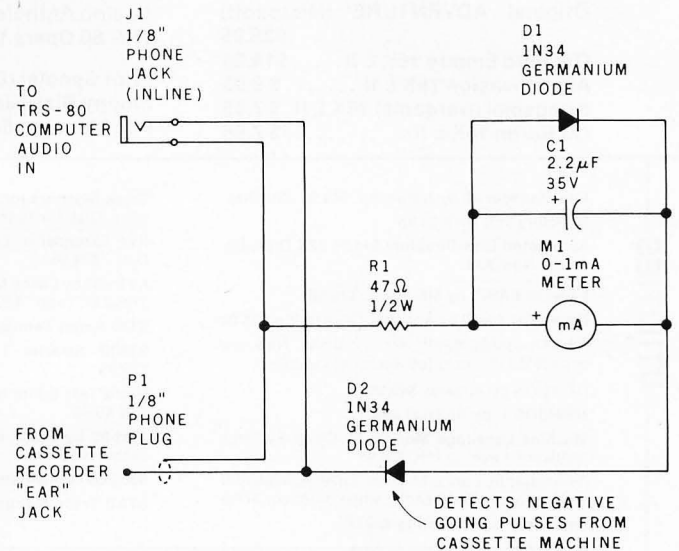 J1
1/8"
PHONE
JACK
(INLINE)
TO
TRS-80
COMPUTER
AUDIO
IN
D1
1N34
GERMANIUM
DIODE
C1
2.2μF
35V
+
M1
0-1mA
METER
+
mA
R1
47Ω
1/2W
P1
1/8"
PHONE
PLUG
FROM
CASSETTE
RECORDER
"EAR"
JACK
D2
1N34
GERMANIUM
DIODE
DETECTS NEGATIVE
GOING PULSES FROM
CASSETTE MACHINE